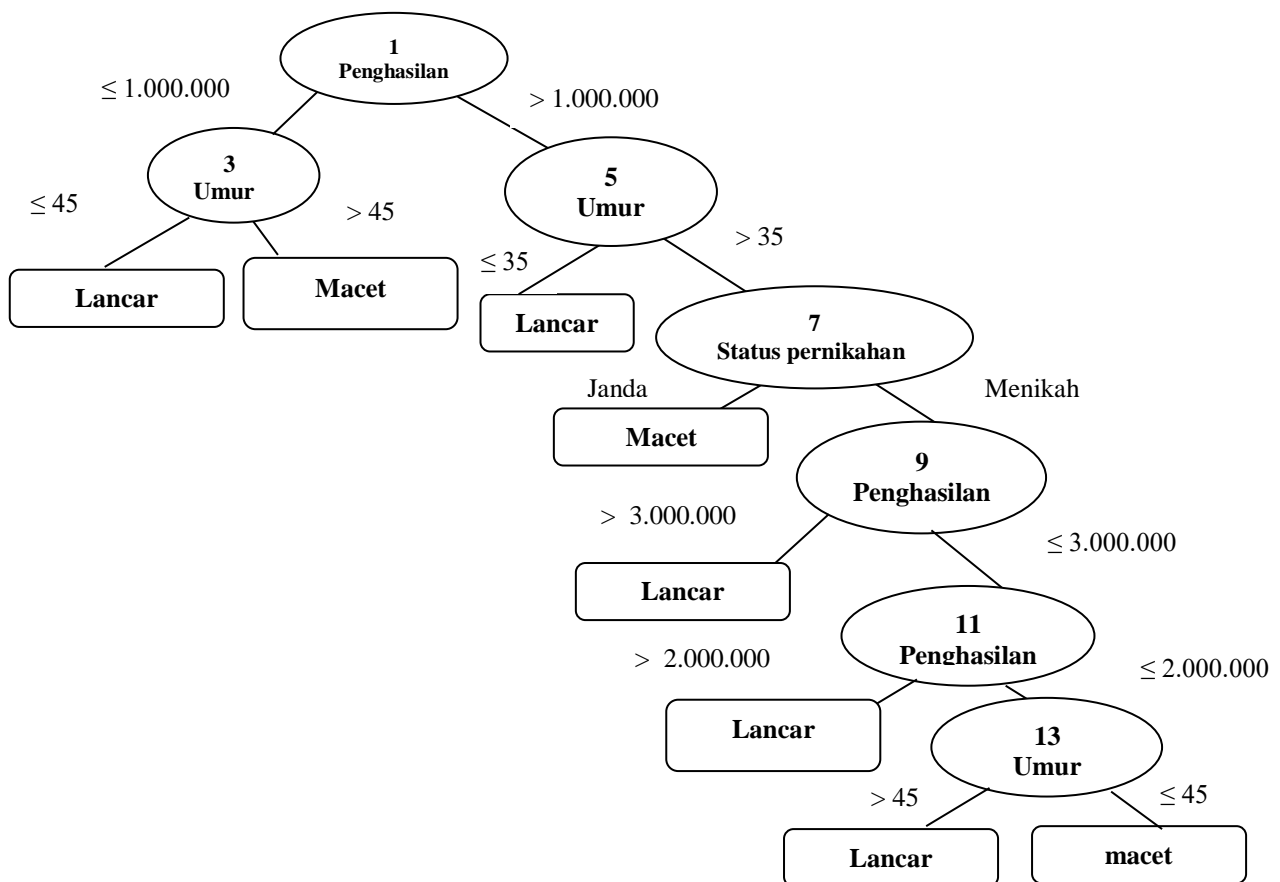 1
Penghasilan
≤ 1.000.000
> 1.000.000
3
Umur
5
Umur
≤ 45
> 45
> 35
≤ 35
Lancar
Macet
Lancar
7
Status pernikahan
Janda
Menikah
Macet
9
Penghasilan
> 3.000.000
≤ 3.000.000
Lancar
11
Penghasilan
> 2.000.000
≤ 2.000.000
Lancar
13
Umur
> 45
≤ 45
Lancar
macet